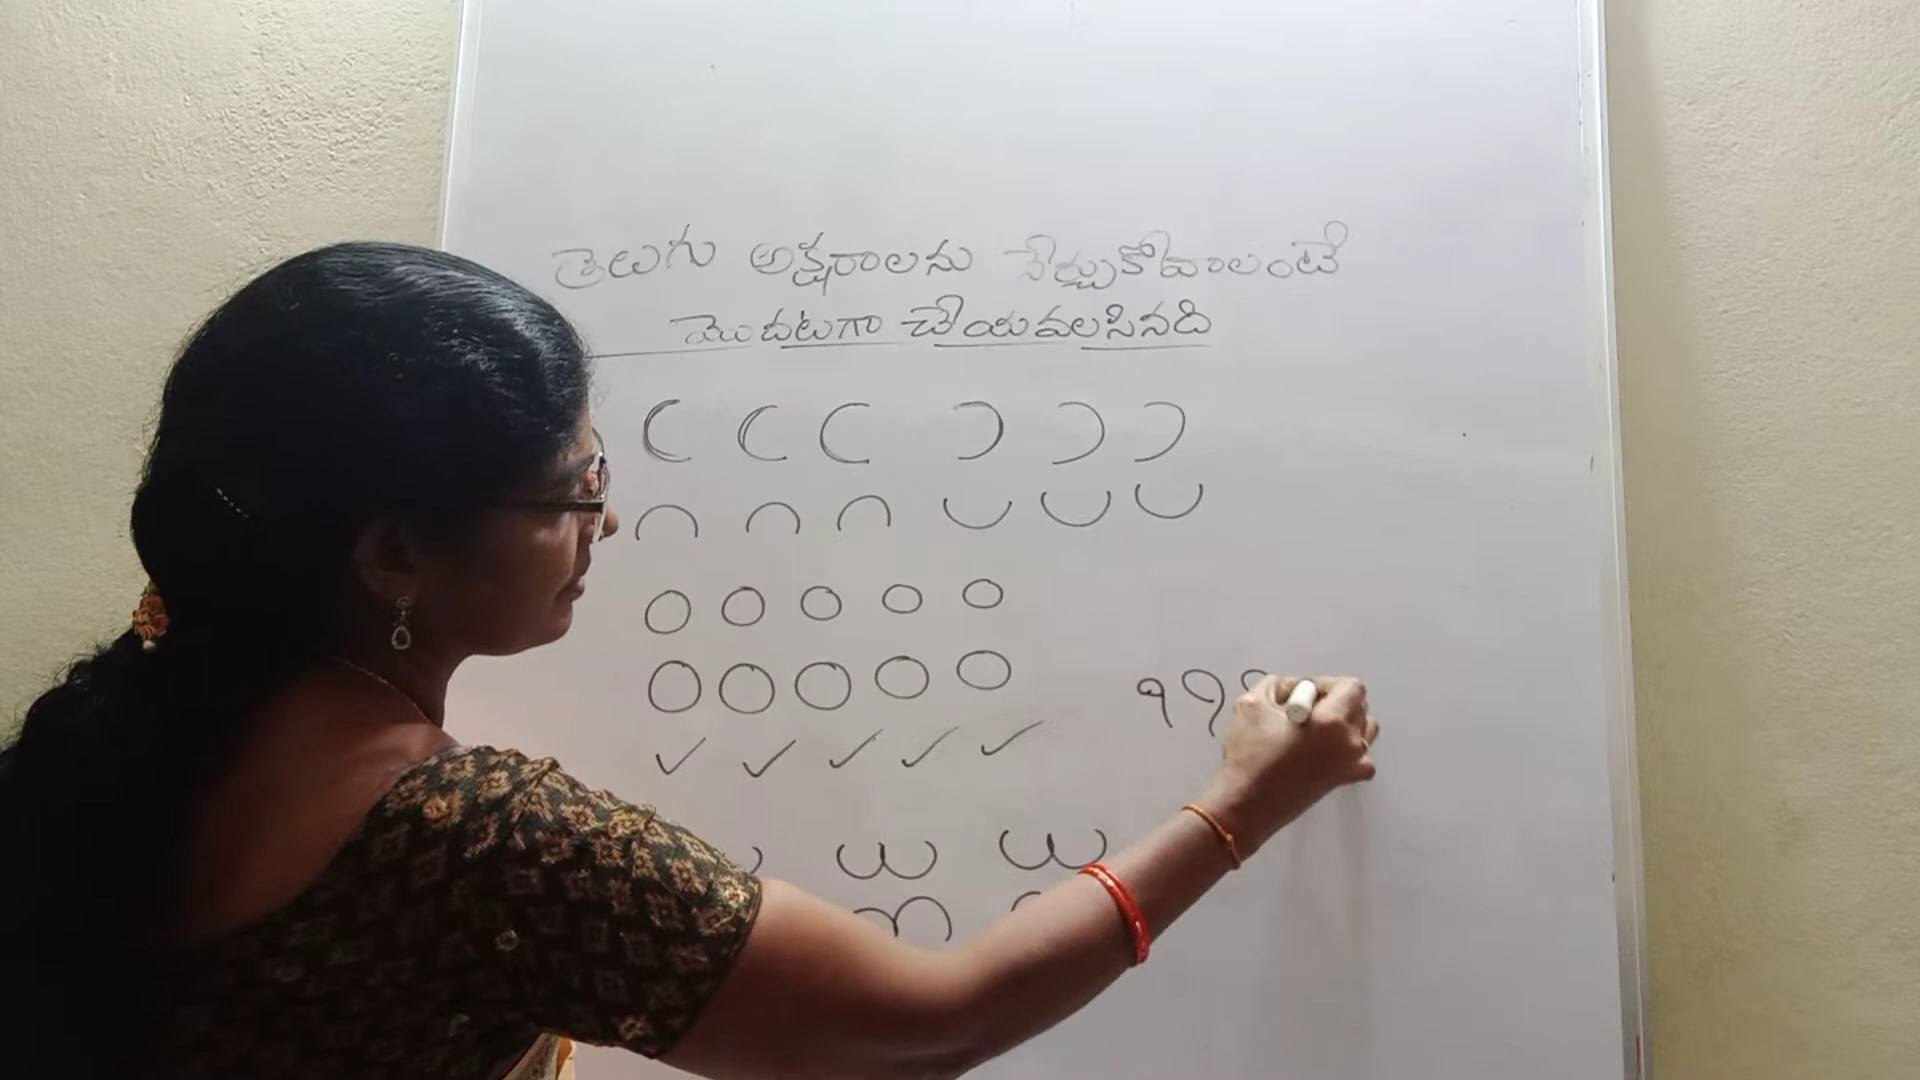 తెలుగు అక్షరాలను నేర్చుకోవాలంటే
మొదటగా చేయవలసినది